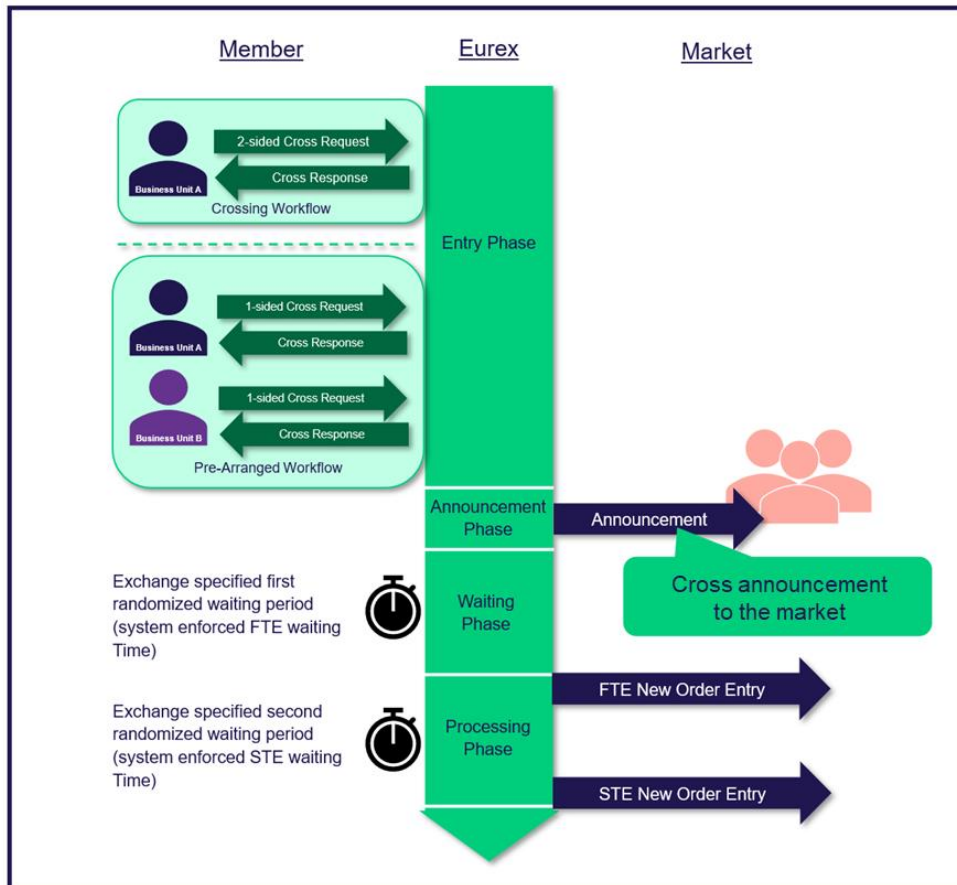 Member
Eurex
Market
2-sided Cross Request
Cross Response
Business Unit A
Crossing Workflow
Entry Phase
1-sided Cross Request
Cross Response
Business Unit A
1-sided Cross Request
Cross Response
Business Unit B
Pre-Arranged Workflow
Announcement
Phase
Announcement
Cross announcement
to the market
Exchange specified first
randomized waiting period
(system enforced FTE waiting
Time)
Waiting
Phase
FTE New Order Entry
Exchange specified second
randomized waiting period
(system enforced STE waiting
Time)
Processing
Phase
STE New Order Entry